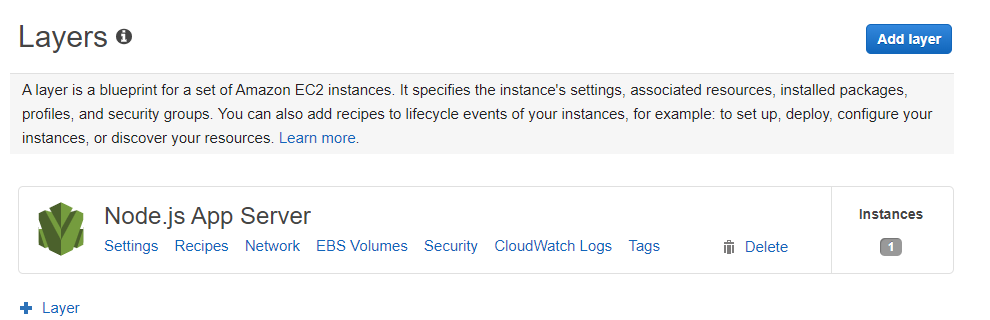 Layers
Add layer
A layer is a blueprint for a set of Amazon EC2 instances. It specifies the instance's settings, associated resources, installed packages,
profiles, and security groups. You can also add recipes to lifecycle events of your instances, for example: to set up, deploy, configure your
instances, or discover your resources. Learn more.
Node.js App Server
Settings Recipes Network EBS Volumes Security CloudWatch Logs Tags Delete
Instances
1
Layer